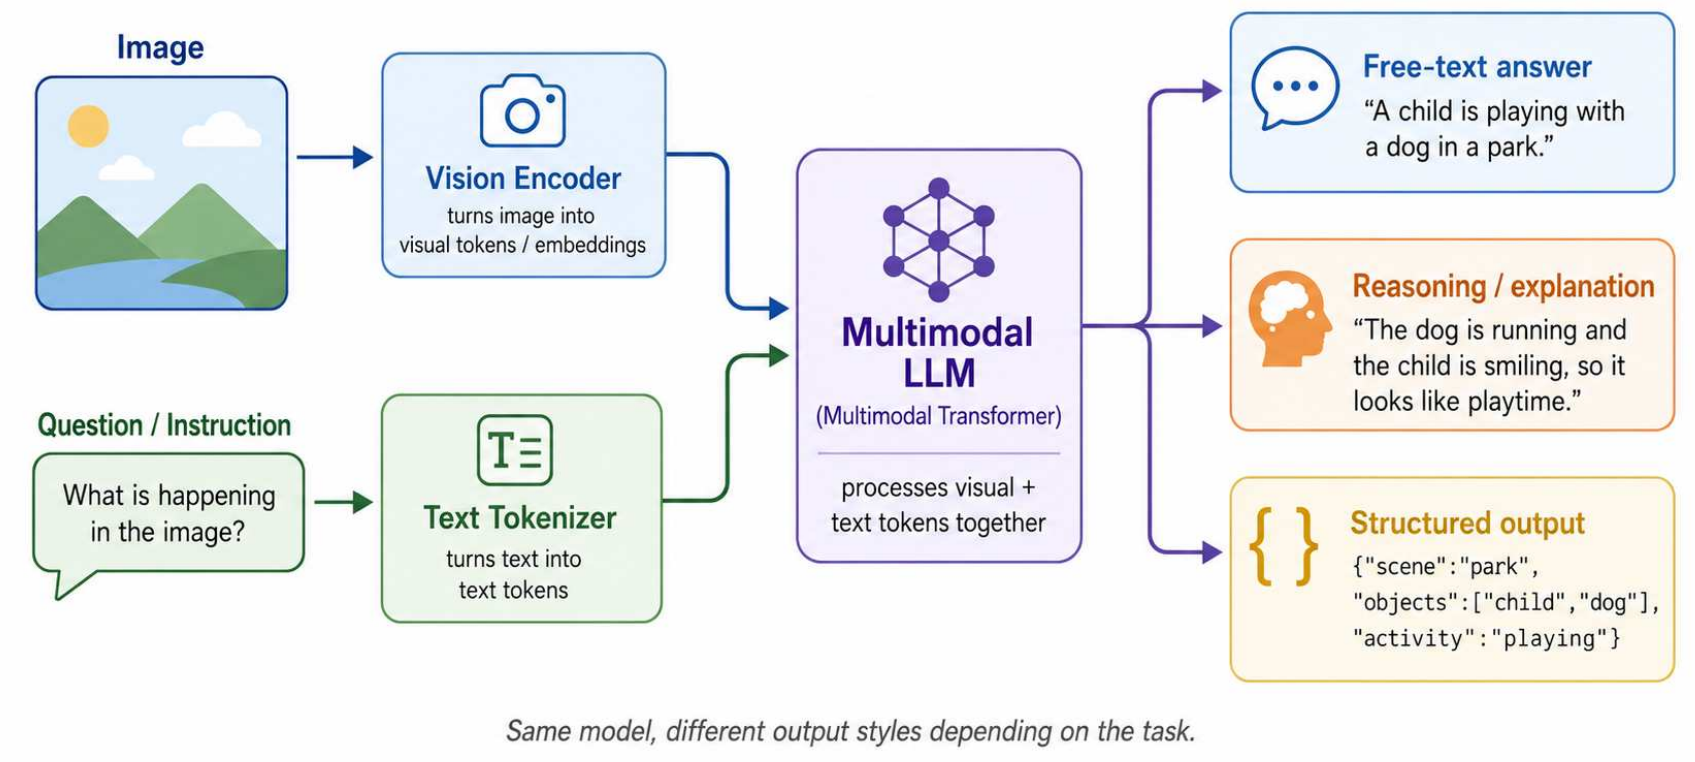 Image
Vision Encoder
turns image into
visual tokens / embeddings
Question / Instruction
What is happening
in the image?
T
Text Tokenizer
turns text into
text tokens
Multimodal
LLM
(Multimodal Transformer)
processes visual +
text tokens together
Free-text answer
“A child is playing with
a dog in a park.”
Reasoning / explanation
“The dog is running and
the child is smiling, so it
looks like playtime.”
{ }
Structured output
{"scene":"park",
"objects":["child","dog"],
"activity":"playing"}
Same model, different output styles depending on the task.